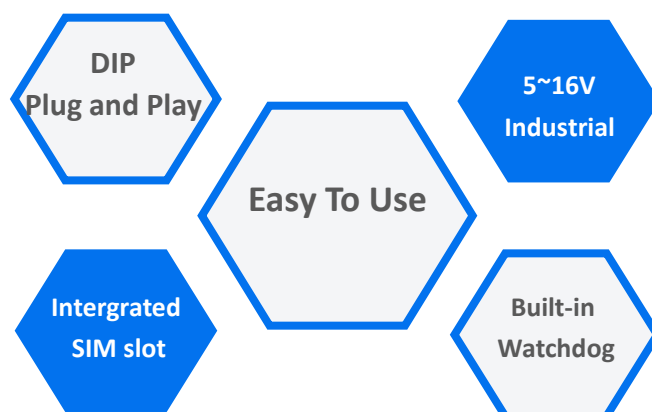 DIP
Plug and Play
5~16V
Industrial
Easy To Use
Intergrated
SIM slot
Built-in
Watchdog